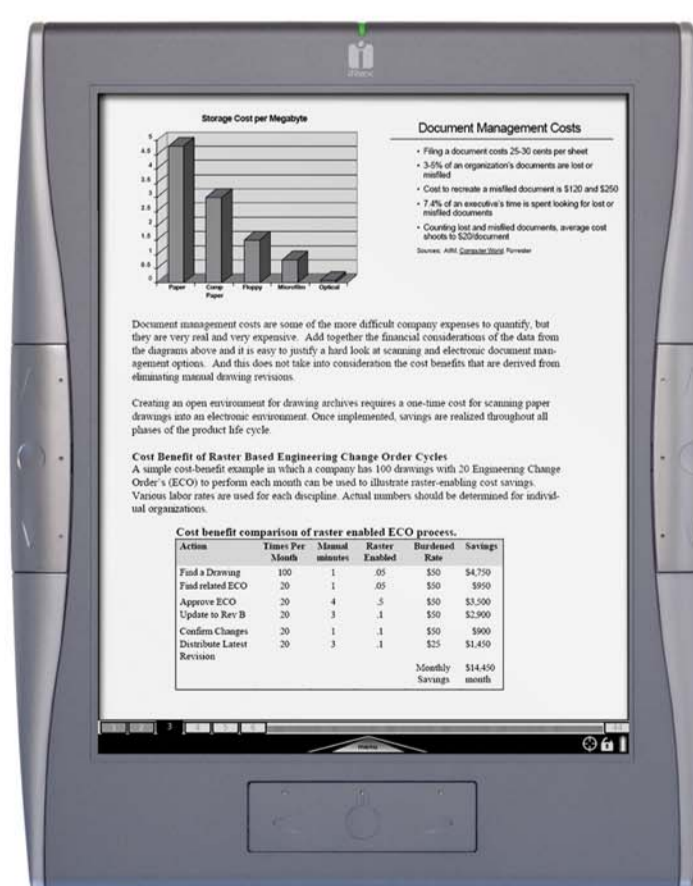 iRex
Storage Cost per Megabyte
5
4.5
4
3.5
3
2.5
2
1.5
1
0.5
0
Paper Comp Floppy Microfilm Optical
Paper
Document Management Costs
• Filing a document costs 25-30 cents per sheet
• 3-5% of an organization's documents are lost or
misfiled
• Cost to recreate a misfiled document is $120 and $250
• 7.4% of an executive's time is spent looking for lost or
misfiled documents
• Counting lost and misfiled documents, average cost
shoots to $20/document
Sources: AIIM, Computer World, Forrester
Document management costs are some of the more difficult company expenses to quantify, but
they are very real and very expensive. Add together the financial considerations of the data from
the diagrams above and it is easy to justify a hard look at scanning and electronic document man-
agement options. And this does not take into consideration the cost benefits that are derived from
eliminating manual drawing revisions.
Creating an open environment for drawing archives requires a one-time cost for scanning paper
drawings into an electronic environment. Once implemented, savings are realized throughout all
phases of the product life cycle.
Cost Benefit of Raster Based Engineering Change Order Cycles
A simple cost-benefit example in which a company has 100 drawings with 20 Engineering Change
Order's (ECO) to perform each month can be used to illustrate raster-enabling cost savings.
Various labor rates are used for each discipline. Actual numbers should be determined for individ-
ual organizations.
Cost benefit comparison of raster enabled ECO process.
Action Times Per Manual Raster Burdened Savings
Month minutes Enabled Rate
Find a Drawing 100 1 .05 $50 $4,750
Find related ECO 20 1 .05 $50 $950
Approve ECO 20 4 .5 $50 $3,500
Update to Rev B 20 3 .1 $50 $2,900
Confirm Changes 20 1 .1 $50 $900
Distribute Latest 20 3 .1 $25 $1,450
Revision
Monthly $14,450
Savings month
3 4 5 6
menu